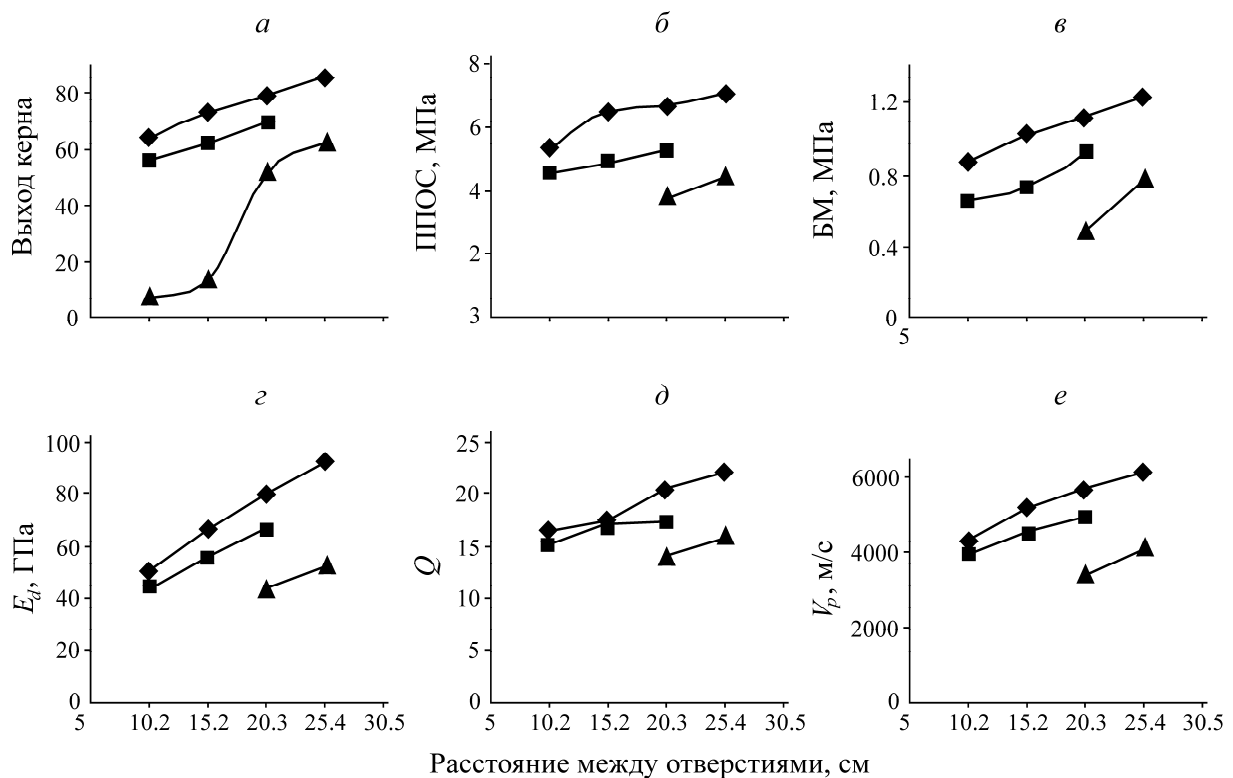 а б в
Выход керна
80
60
40
20
0
ППОС, МПа
8
6
4
2
3
БМ, МПа
1.2
0.8
0.4
0
5
г д е
E_d, ГПа
100
80
60
40
20
0
5 10.2 15.2 20.3 25.4 30.5
Q
25
20
15
10
5
0
5 10.2 15.2 20.3 25.4 30.5
V_p, м/с
6000
4000
2000
0
5 10.2 15.2 20.3 25.4 30.5
Расстояние между отверстиями, см